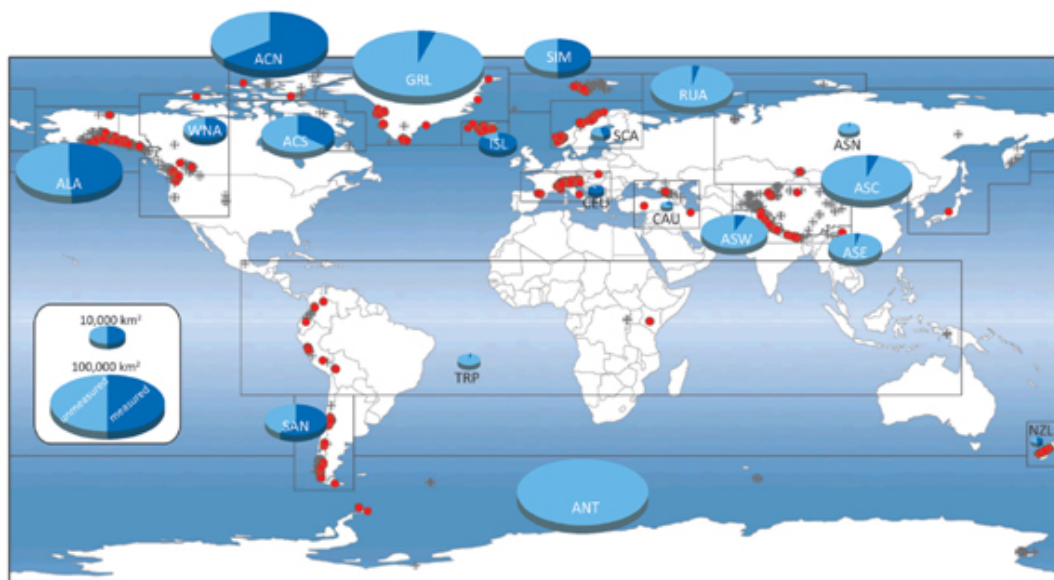 ACN
GRL
SIM
RUA
WNA
ACS
ISL
SCA
ASN
ALA
CEU
CAU
ASC
ASW
ASE
10,000 km²
100,000 km²
unmeasured
measured
TRP
SAN
NZL
ANT